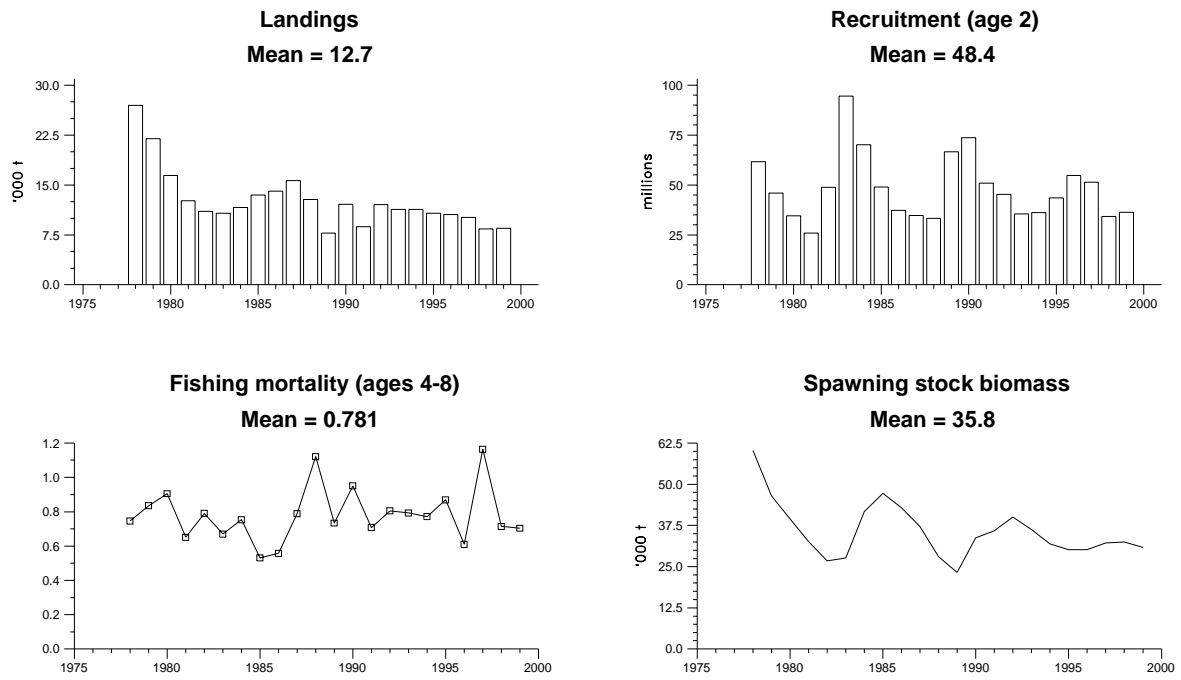 Landings
Mean = 12.7
30.0
22.5
15.0
7.5
0.0
'000 t
1975 1980 1985 1990 1995 2000
Recruitment (age 2)
Mean = 48.4
100
75
50
25
0
millions
1975 1980 1985 1990 1995 2000
Fishing mortality (ages 4-8)
Mean = 0.781
1.2
1.0
0.8
0.6
0.4
0.2
0.0
1975 1980 1985 1990 1995 2000
Spawning stock biomass
Mean = 35.8
62.5
50.0
37.5
25.0
12.5
0.0
'000 t
1975 1980 1985 1990 1995 2000